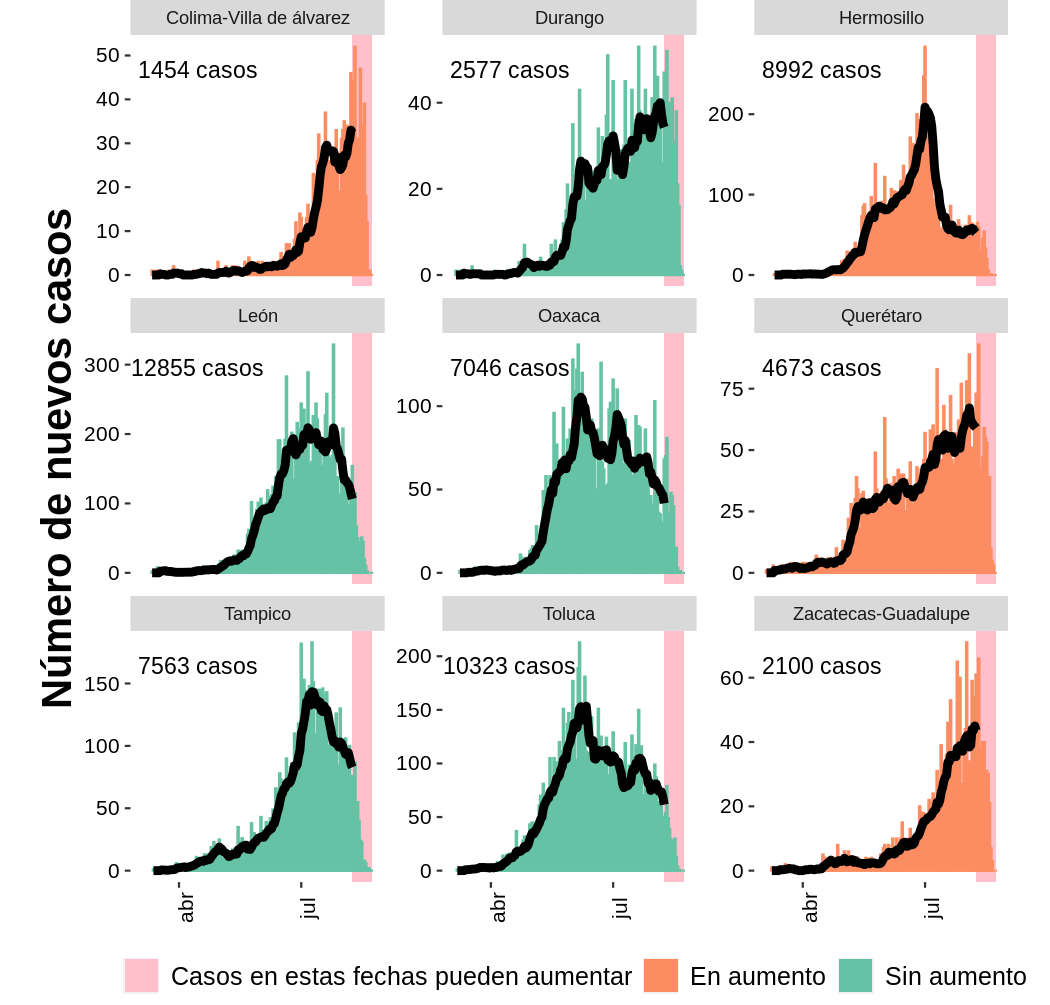 Número de nuevos casos
Colima-Villa de álvarez
1454 casos
50
40
30
20
10
0
Durango
2577 casos
40
20
0
Hermosillo
8992 casos
200
100
0
León
12855 casos
300
200
100
0
Oaxaca
7046 casos
100
50
0
Querétaro
4673 casos
75
50
25
0
Tampico
7563 casos
150
100
50
0
abr
jul
Toluca
10323 casos
200
150
100
50
0
abr
jul
Zacatecas-Guadalupe
2100 casos
60
40
20
0
abr
jul
Casos en estas fechas pueden aumentar
En aumento
Sin aumento